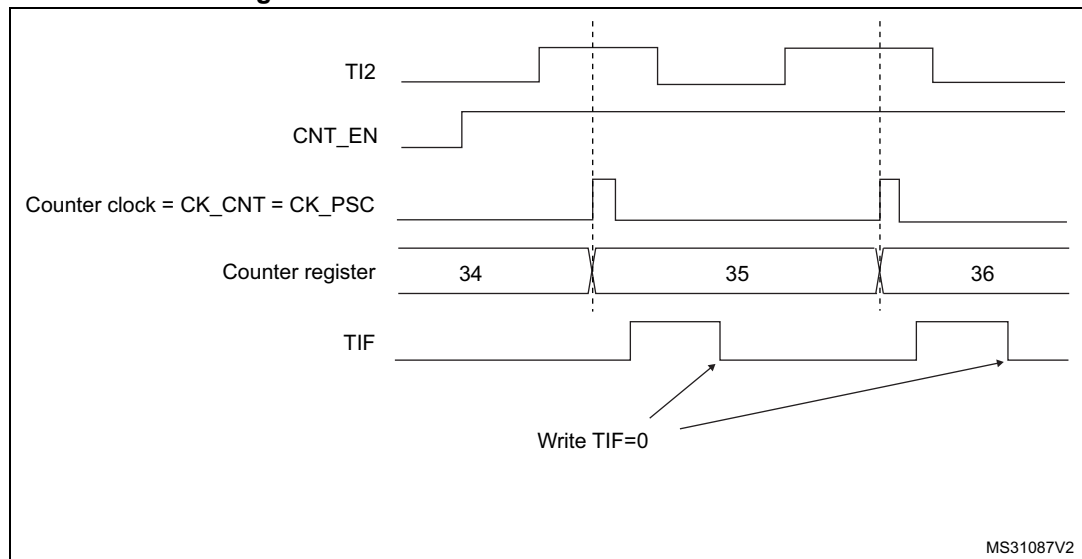 TI2
CNT_EN
Counter clock = CK_CNT = CK_PSC
Counter register 34 35 36
TIF
Write TIF=0
MS31087V2